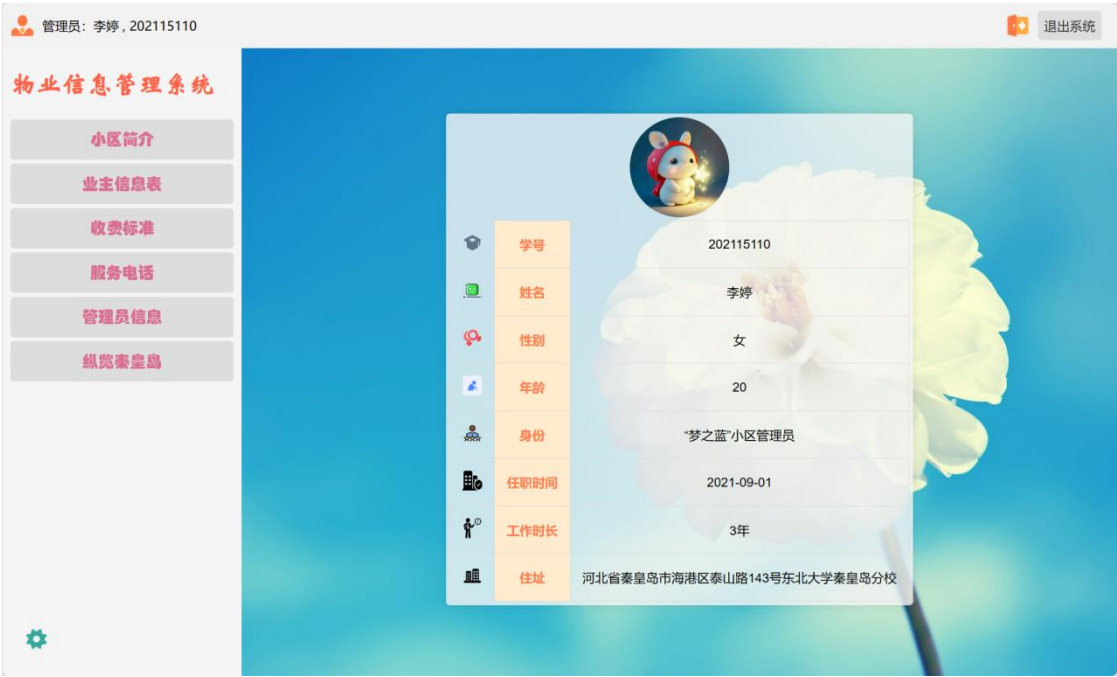 管理员：李婷 , 202115110
退出系统
物业信息管理系统
小区简介
业主信息表
收费标准
服务电话
管理员信息
纵览秦皇岛
学号 202115110
姓名 李婷
性别 女
年龄 20
身份 “梦之蓝”小区管理员
任职时间 2021-09-01
工作时长 3年
住址 河北省秦皇岛市海港区泰山路143号东北大学秦皇岛分校